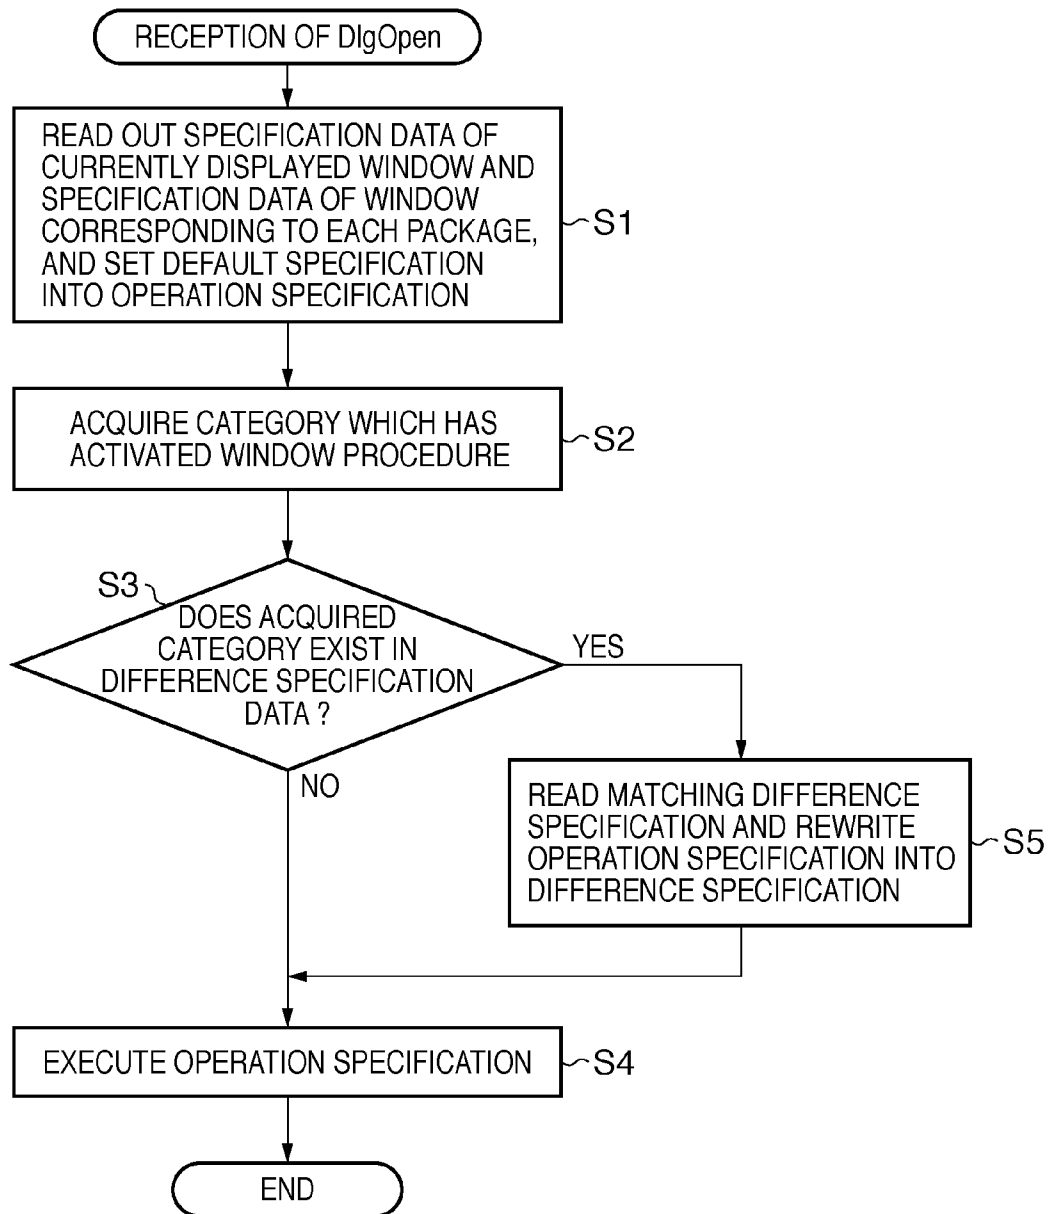 RECEPTION OF DlgOpen
READ OUT SPECIFICATION DATA OF
CURRENTLY DISPLAYED WINDOW AND
SPECIFICATION DATA OF WINDOW
CORRESPONDING TO EACH PACKAGE,
AND SET DEFAULT SPECIFICATION
INTO OPERATION SPECIFICATION
S1
ACQUIRE CATEGORY WHICH HAS
ACTIVATED WINDOW PROCEDURE
S2
S3
DOES ACQUIRED
CATEGORY EXIST IN
DIFFERENCE SPECIFICATION
DATA ?
YES
NO
READ MATCHING DIFFERENCE
SPECIFICATION AND REWRITE
OPERATION SPECIFICATION INTO
DIFFERENCE SPECIFICATION
S5
EXECUTE OPERATION SPECIFICATION
S4
END